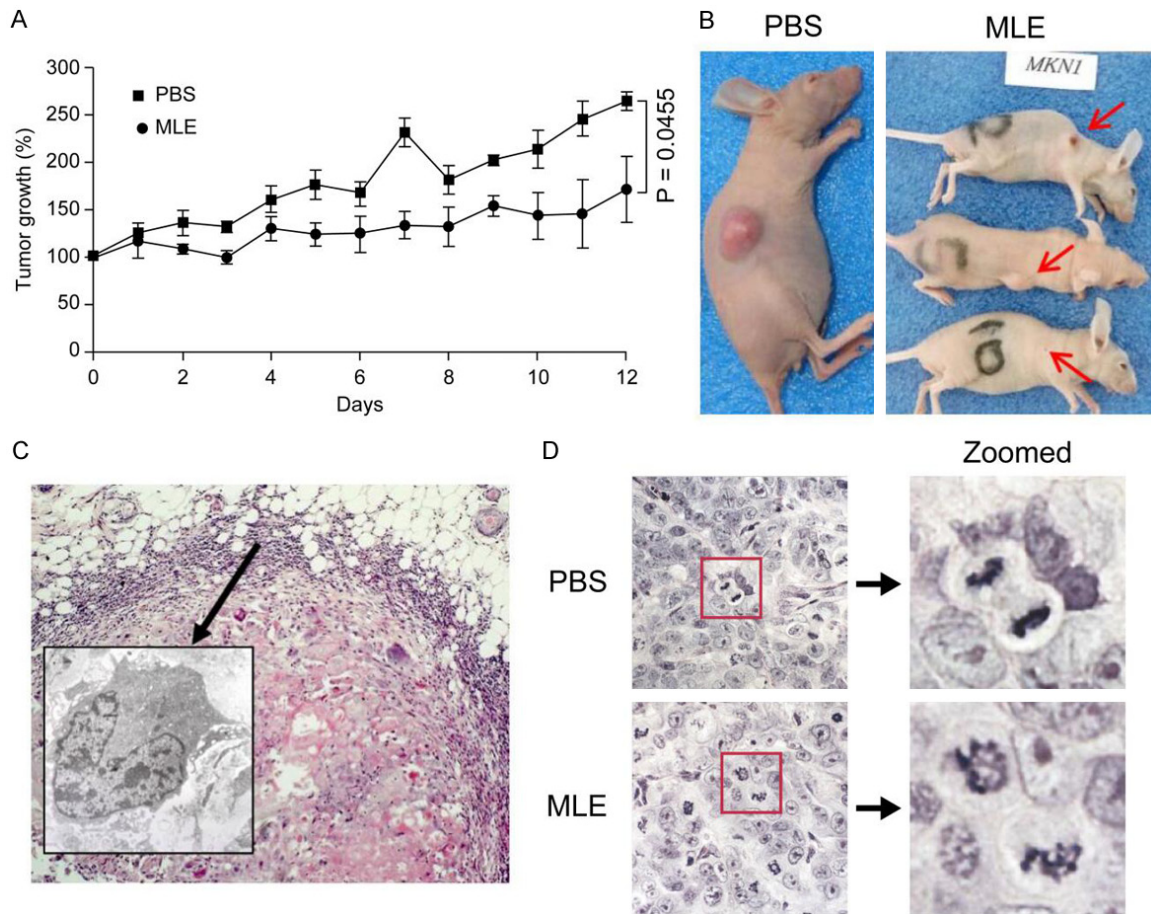 A
Tumor growth (%)
300
250
200
150
100
50
0
PBS
MLE
P = 0.0455
0 2 4 6 8 10 12
Days
B
PBS
MLE
MKN1
C
D
Zoomed
PBS
MLE